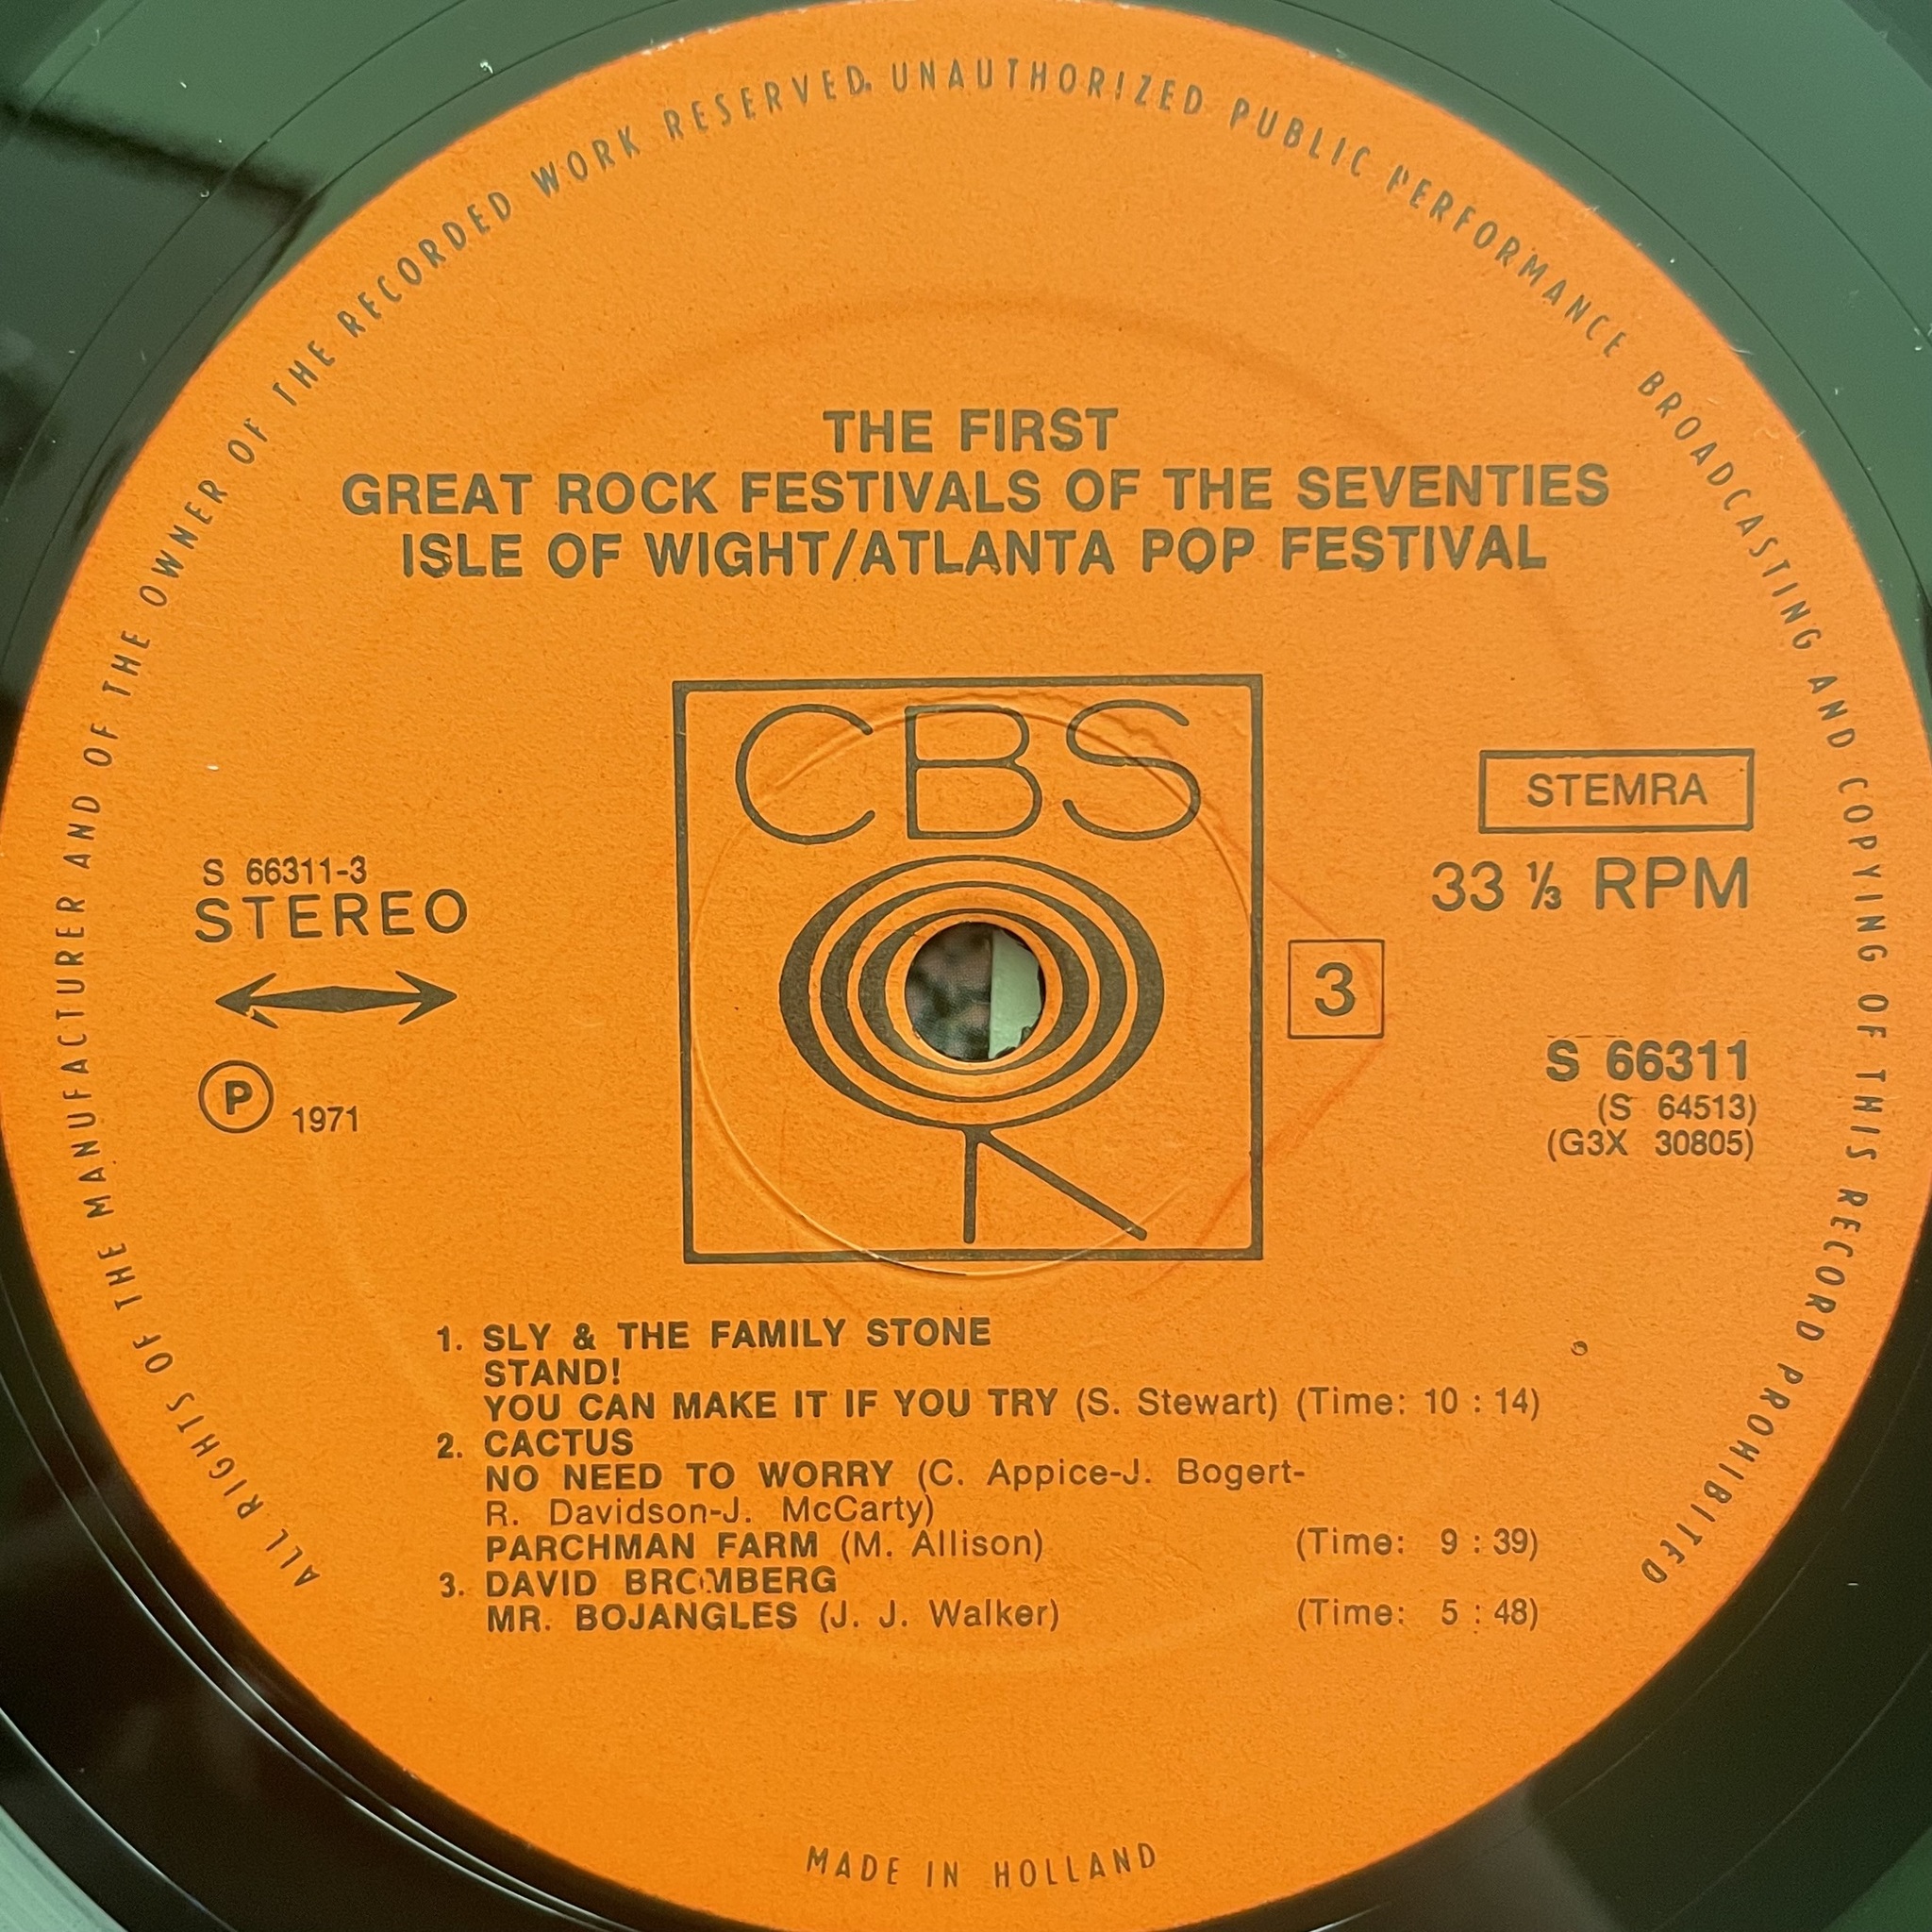 ALL RIGHTS OF THE MANUFACTURER AND OF THE OWNER OF THE RECORDED WORK RESERVED. UNAUTHORIZED PUBLIC PERFORMANCE BROADCASTING AND COPYING OF THIS RECORD PROHIBITED
THE FIRST
GREAT ROCK FESTIVALS OF THE SEVENTIES
ISLE OF WIGHT/ATLANTA POP FESTIVAL
CBS
STEMRA
S 66311-3
STEREO
33 ⅓ RPM
3
℗ 1971
S 66311
(S 64513)
(G3X 30805)
1. SLY & THE FAMILY STONE
STAND!
YOU CAN MAKE IT IF YOU TRY (S. Stewart) (Time: 10 : 14)
2. CACTUS
NO NEED TO WORRY (C. Appice-J. Bogert-
R. Davidson-J. McCarty)
PARCHMAN FARM (M. Allison) (Time: 9 : 39)
3. DAVID BROMBERG
MR. BOJANGLES (J. J. Walker) (Time: 5 : 48)
MADE IN HOLLAND